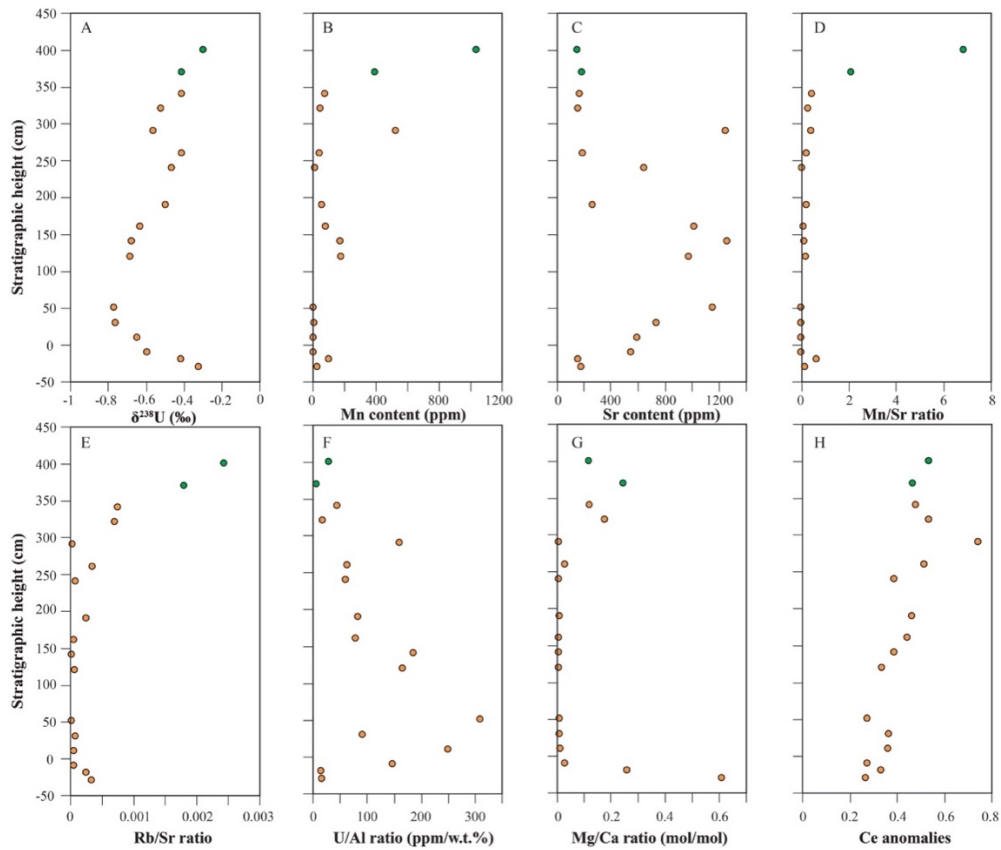 A B C D
450
400
350
300
250
200
150
100
50
0
-50
Stratigraphic height (cm)
-1 -0.8 -0.6 -0.4 -0.2 0
0 400 800 1200
0 400 800 1200
0 2 4 6 8
δ²³⁸U (‰) Mn content (ppm) Sr content (ppm) Mn/Sr ratio
E F G H
450
400
350
300
250
200
150
100
50
0
-50
Stratigraphic height (cm)
0 0.001 0.002 0.003
0 100 200 300
0 0.2 0.4 0.6
0 0.2 0.4 0.6 0.8
Rb/Sr ratio U/Al ratio (ppm/w.t.%) Mg/Ca ratio (mol/mol) Ce anomalies